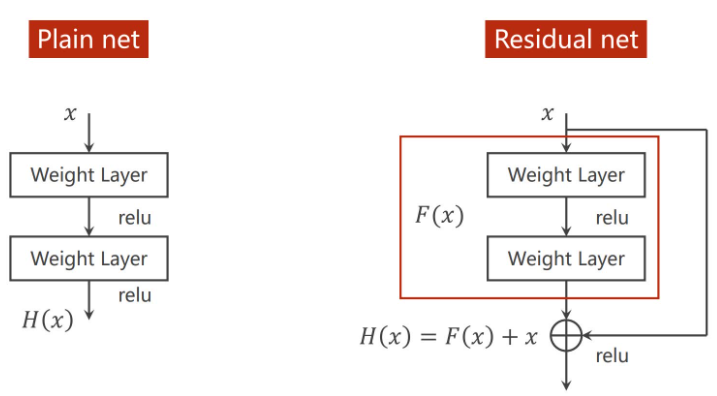 Plain net
x
Weight Layer
relu
Weight Layer
relu
H(x)
Residual net
x
Weight Layer
F(x)
relu
Weight Layer
H(x) = F(x) + x
relu